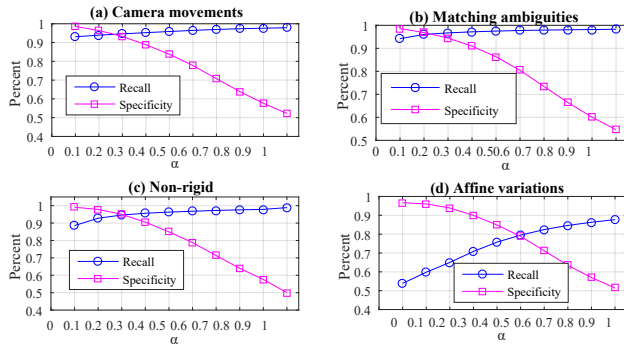 (a) Camera movements
1
0.9
0.8
0.7
0.6
0.5
0.4
Percent
Recall
Specificity
0.1 0.2 0.3 0.4 0.5 0.6 0.7 0.8 0.9 1
α
(b) Matching ambiguities
1
0.9
0.8
0.7
0.6
0.5
Percent
Recall
Specificity
0.1 0.2 0.3 0.4 0.50.6 0.7 0.8 0.9 1
α
(c) Non-rigid
1
0.9
0.8
0.7
0.6
0.5
0.4
Percent
Recall
Specificity
0.1 0.2 0.3 0.4 0.5 0.6 0.7 0.8 0.9 1
α
(d) Affine variations
1
0.9
0.8
0.7
0.6
0.5
0.4
Percent
Recall
Specificity
0 0.1 0.2 0.3 0.4 0.5 0.6 0.7 0.8 0.9 1
α